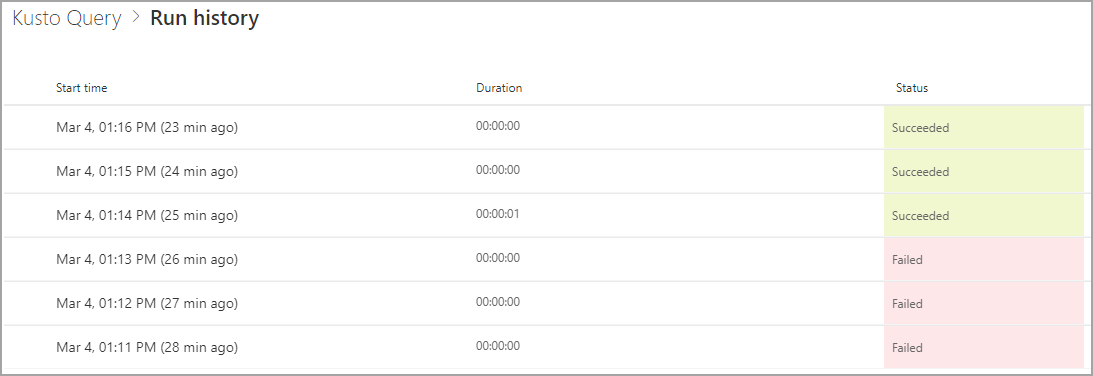 Kusto Query > Run history
Start time Duration Status
Mar 4, 01:16 PM (23 min ago) 00:00:00 Succeeded
Mar 4, 01:15 PM (24 min ago) 00:00:00 Succeeded
Mar 4, 01:14 PM (25 min ago) 00:00:01 Succeeded
Mar 4, 01:13 PM (26 min ago) 00:00:00 Failed
Mar 4, 01:12 PM (27 min ago) 00:00:00 Failed
Mar 4, 01:11 PM (28 min ago) 00:00:00 Failed